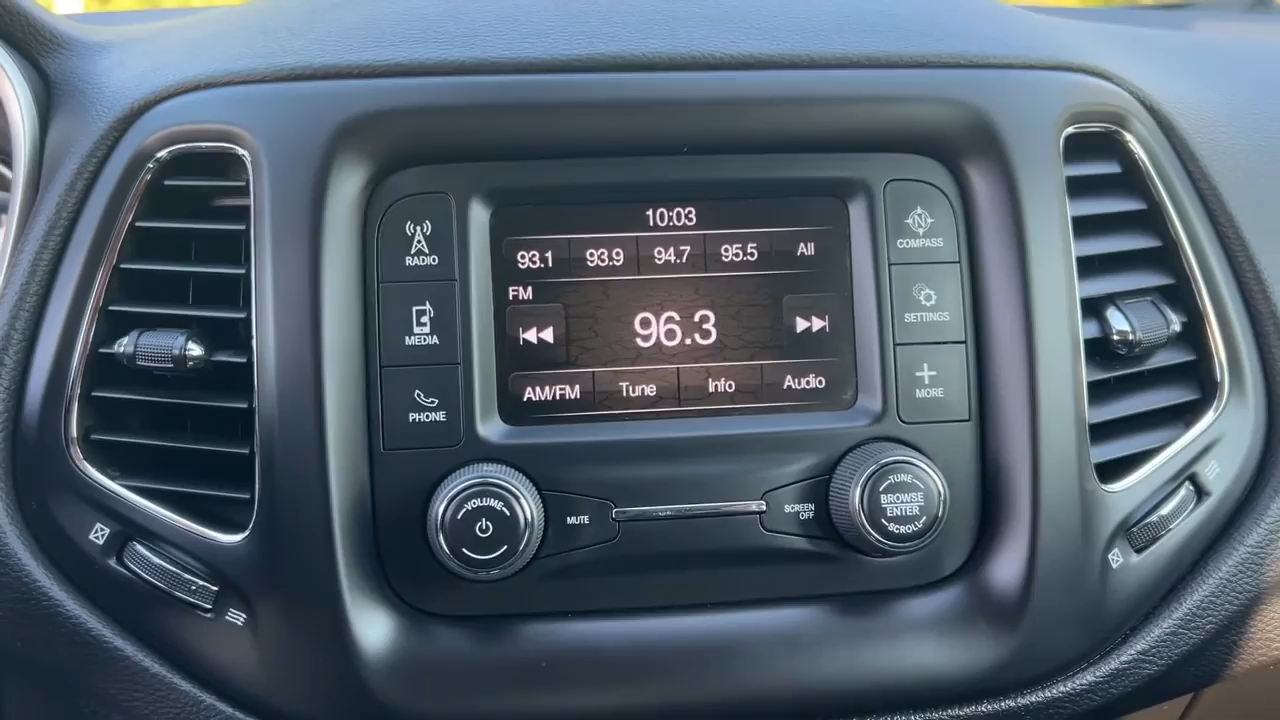 10:03
93.1 93.9 94.7 95.5 All
FM
96.3
AM/FM Tune Info Audio
RADIO
MEDIA
PHONE
N
COMPASS
SETTINGS
MORE
VOLUME
MUTE
SCREEN
OFF
TUNE
BROWSE
ENTER
SCROLL